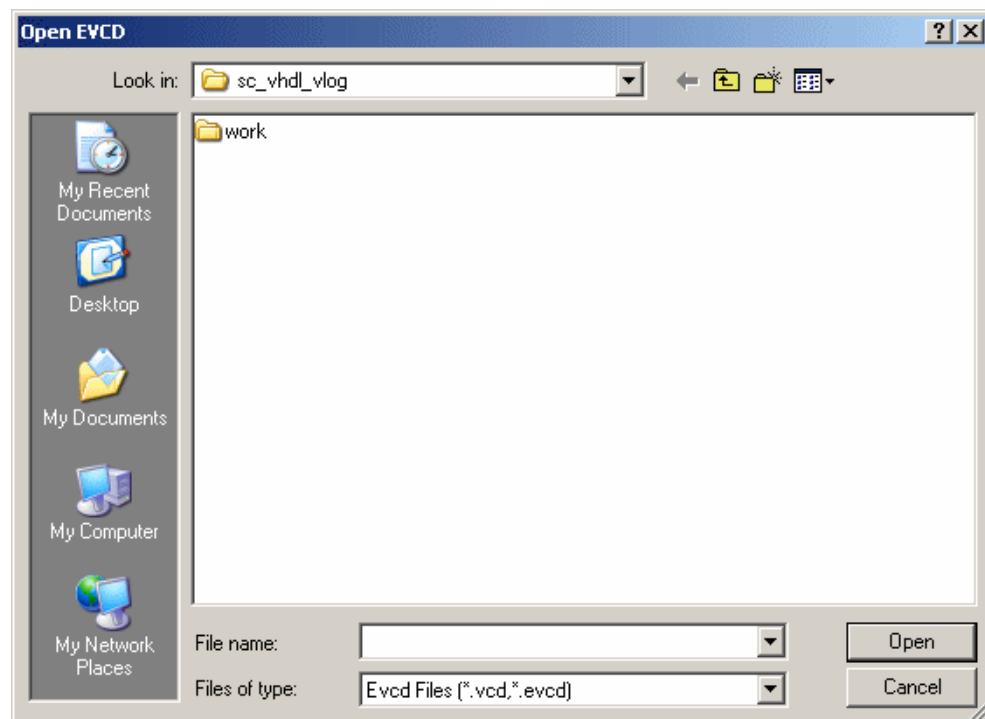 Open EVCD
Look in:
sc_vhdl_vlog
work
My Recent
Documents
Desktop
My Documents
My Computer
My Network
Places
File name:
Open
Files of type:
Evcd Files (*.vcd,*.evcd)
Cancel